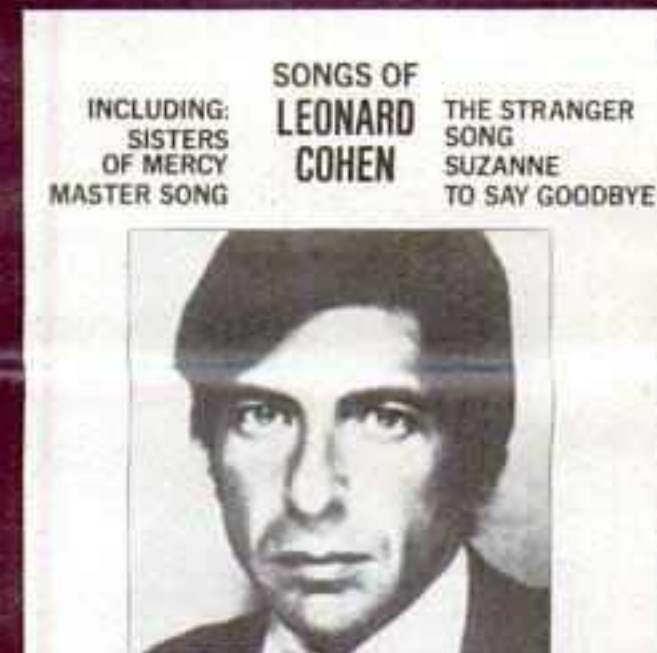 SONGS OF
LEONARD
COHEN
INCLUDING:
SISTERS
OF MERCY
MASTER SONG
THE STRANGER
SONG
SUZANNE
TO SAY GOODBYE